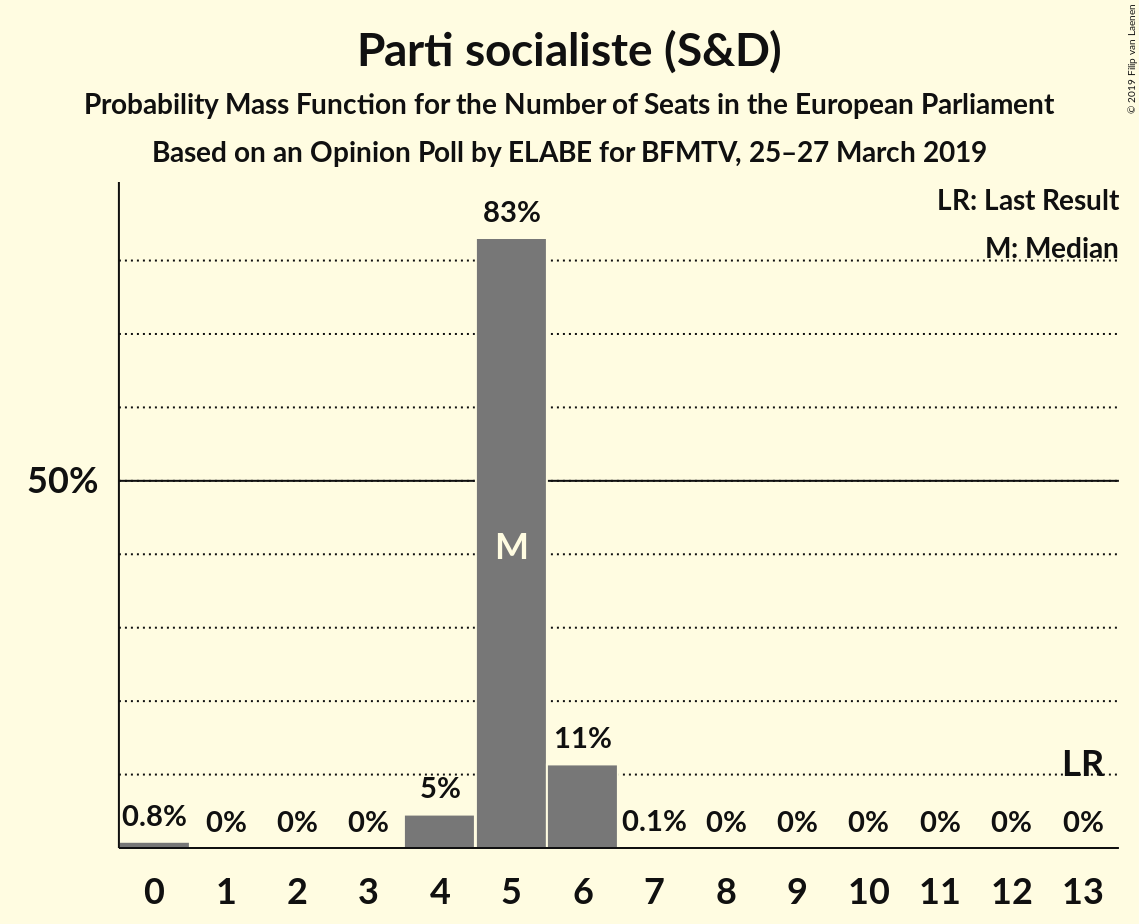 Parti socialiste (S&D)
Probability Mass Function for the Number of Seats in the European Parliament
Based on an Opinion Poll by ELABE for BFMTV, 25–27 March 2019
© 2019 Filip van Laenen
LR: Last Result
M: Median
83%
50%
M
11%
LR
5%
0.8% 0% 0% 0% 0.1% 0% 0% 0% 0% 0% 0%
0 1 2 3 4 5 6 7 8 9 10 11 12 13